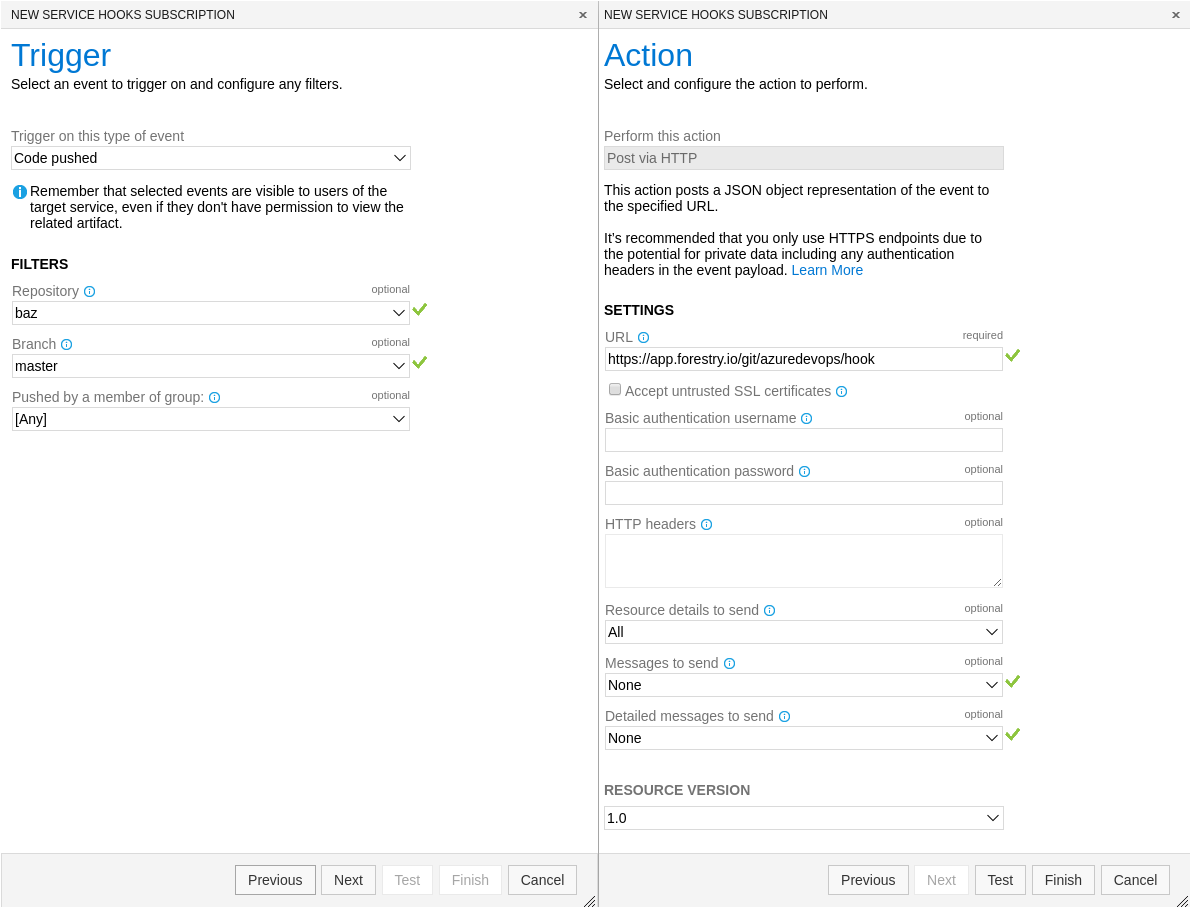 NEW SERVICE HOOKS SUBSCRIPTION
Trigger
Select an event to trigger on and configure any filters.
Trigger on this type of event
Code pushed
Remember that selected events are visible to users of the
target service, even if they don't have permission to view the
related artifact.
FILTERS
Repository optional
baz
Branch optional
master
Pushed by a member of group: optional
[Any]
Previous Next Test Finish Cancel
NEW SERVICE HOOKS SUBSCRIPTION
Action
Select and configure the action to perform.
Perform this action
Post via HTTP
This action posts a JSON object representation of the event to
the specified URL.
It's recommended that you only use HTTPS endpoints due to
the potential for private data including any authentication
headers in the event payload. Learn More
SETTINGS
URL required
https://app.forestry.io/git/azuredevops/hook
Accept untrusted SSL certificates
Basic authentication username optional
Basic authentication password optional
HTTP headers optional
Resource details to send optional
All
Messages to send optional
None
Detailed messages to send optional
None
RESOURCE VERSION
1.0
Previous Next Test Finish Cancel